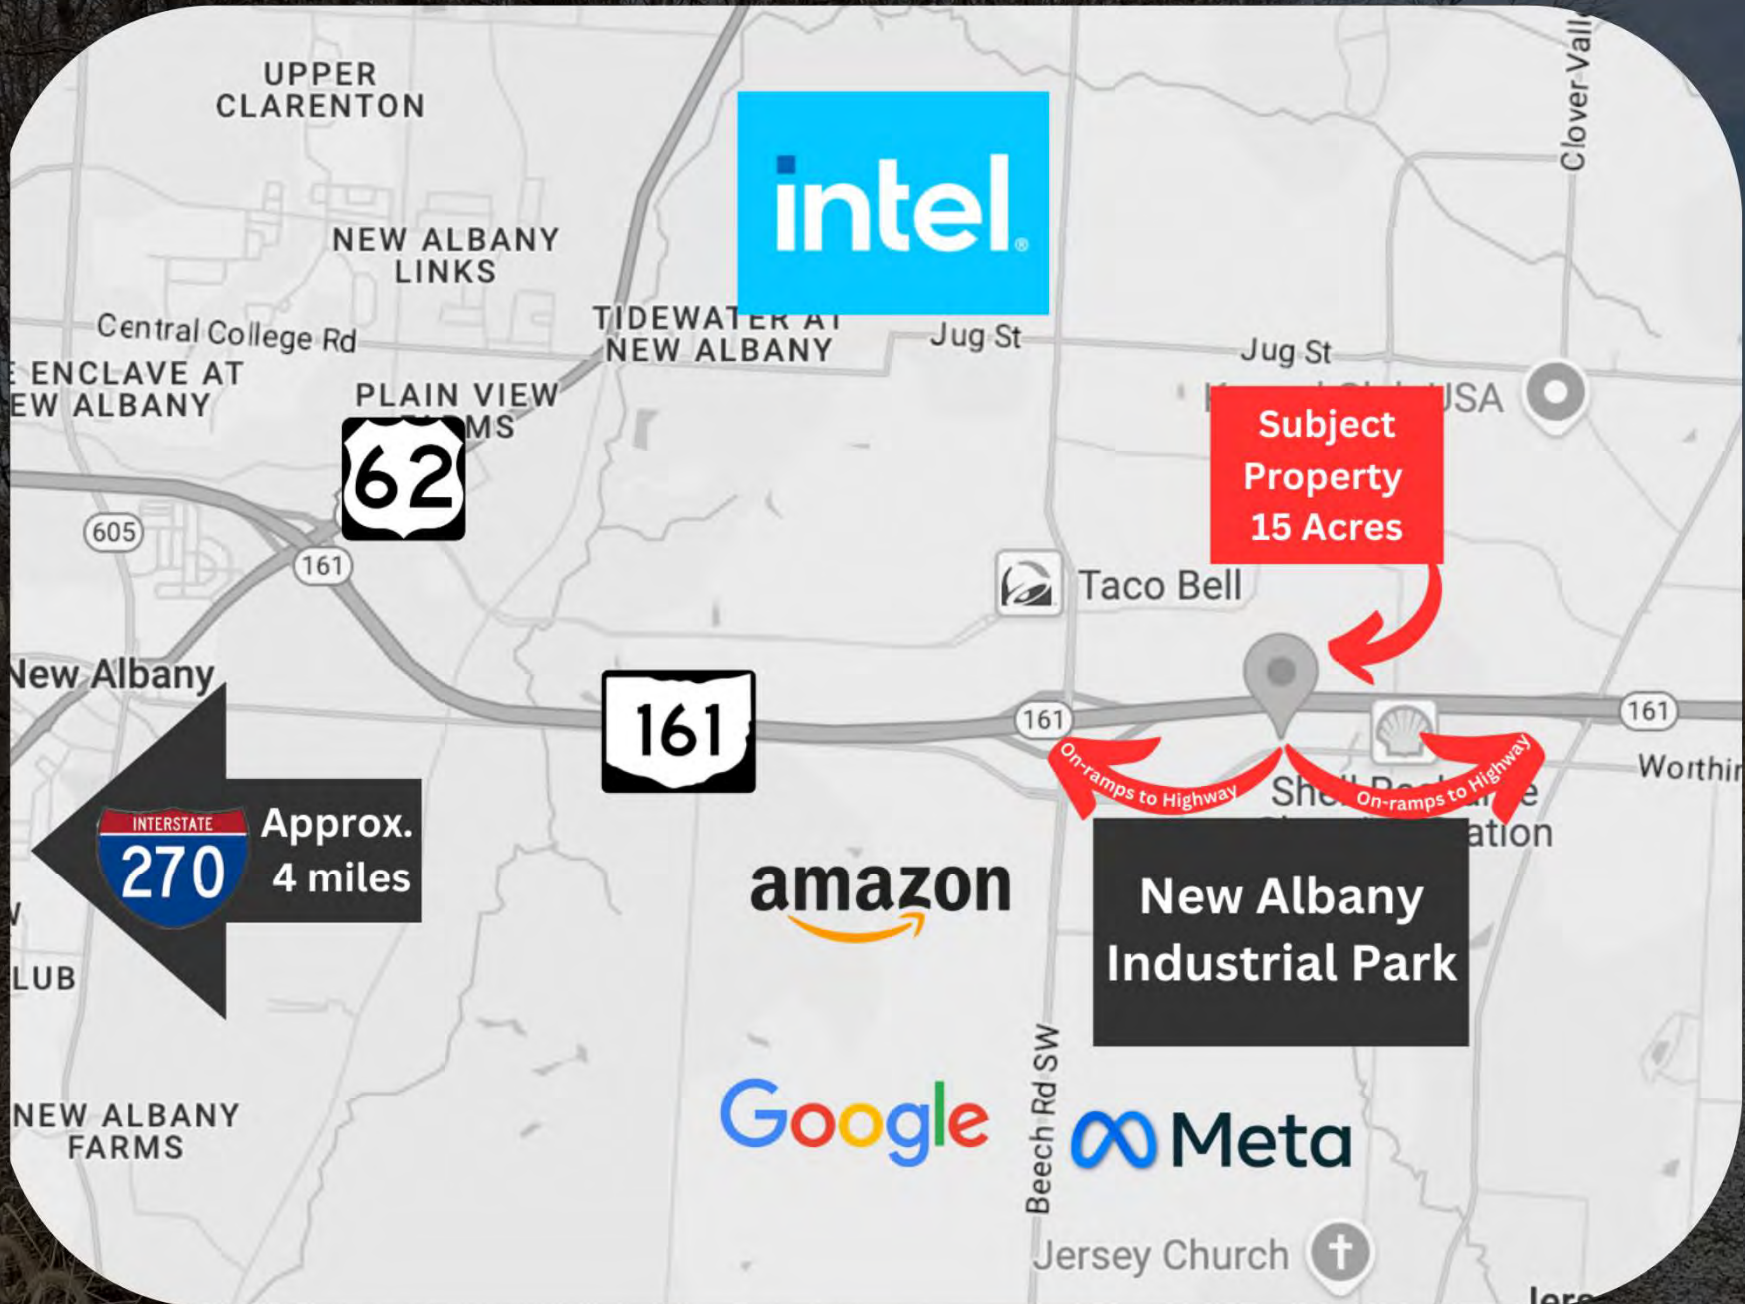 UPPER
CLARENTON
Clover Vall
intel
NEW ALBANY
LINKS
TIDEWATER AT
NEW ALBANY
Central College Rd
Jug St
Jug St
ENCLAVE AT
EW ALBANY
PLAIN VIEW
MS
USA
Subject
Property
15 Acres
62
605
161
Taco Bell
New Albany
161
161
161
On-ramps to Highway
On-ramps to Highway
Worthin
ation
INTERSTATE
270
Approx.
4 miles
amazon
New Albany
Industrial Park
LUB
NEW ALBANY
FARMS
Google
Beech Rd SW
Meta
Jersey Church